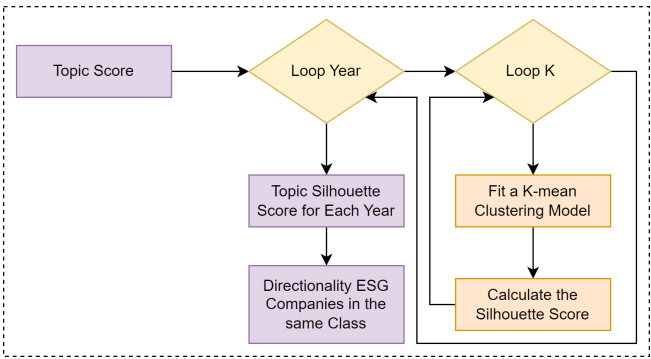 Topic Score
Loop Year
Loop K
Topic Silhouette
Score for Each Year
Fit a K-mean
Clustering Model
Directionality ESG
Companies in the
same Class
Calculate the
Silhouette Score